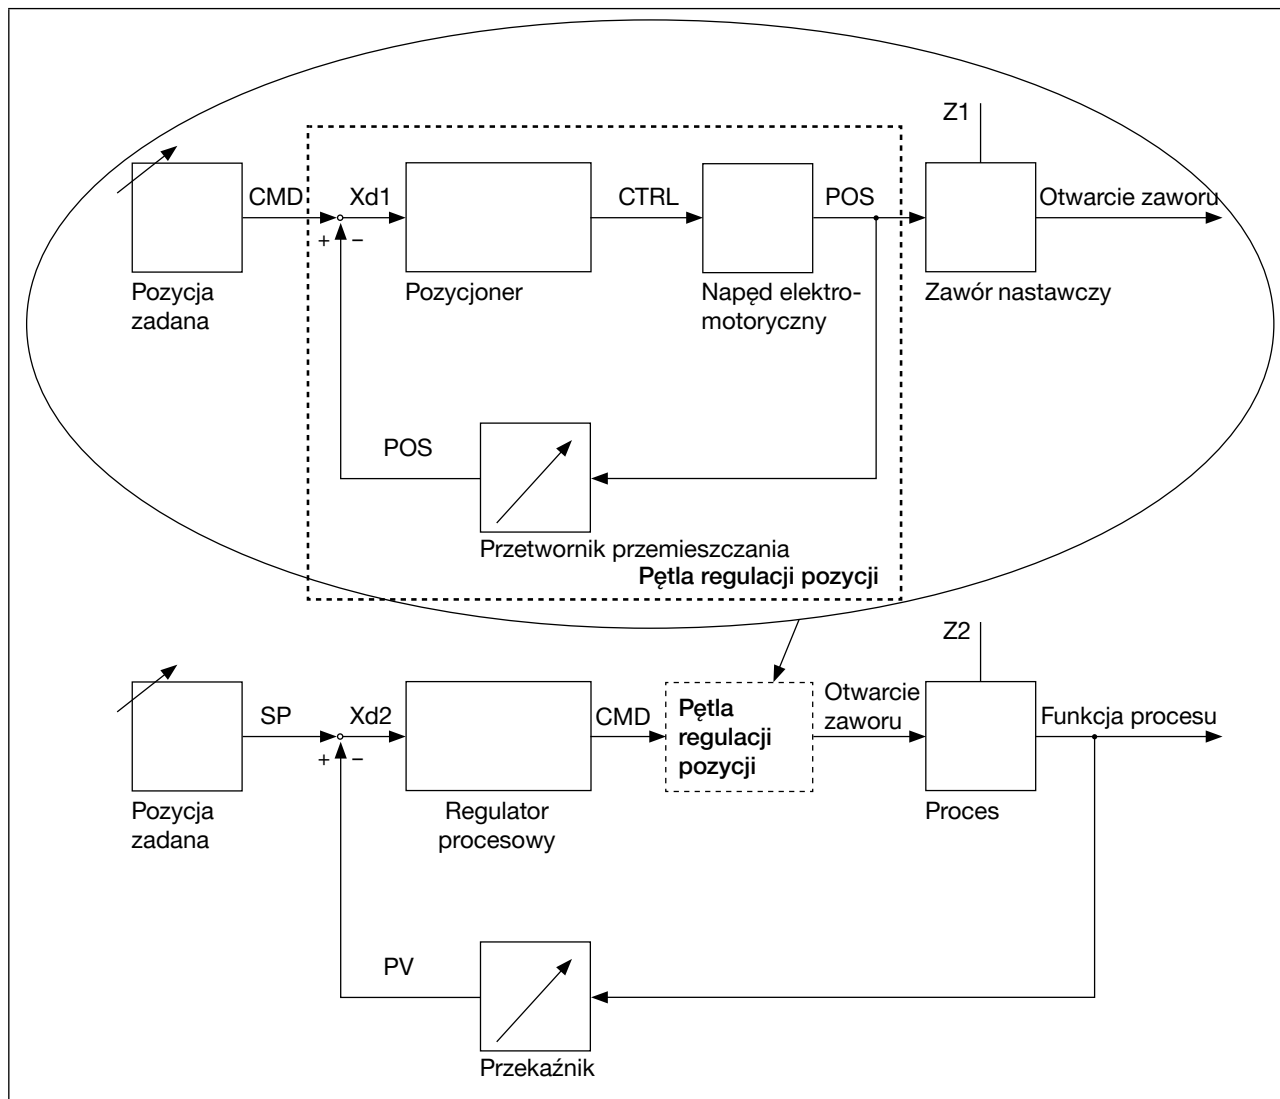 Z1
CMD
Xd1
CTRL
POS
Otwarcie zaworu
+
−
Pozycja
zadana
Pozycjoner
Napęd elektro-
motoryczny
Zawór nastawczy
POS
Przetwornik przemieszczania
Pętla regulacji pozycji
Z2
SP
Xd2
CMD
Pętla
regulacji
pozycji
Otwarcie
zaworu
Funkcja procesu
+
−
Pozycja
zadana
Regulator
procesowy
Proces
PV
Przekaźnik